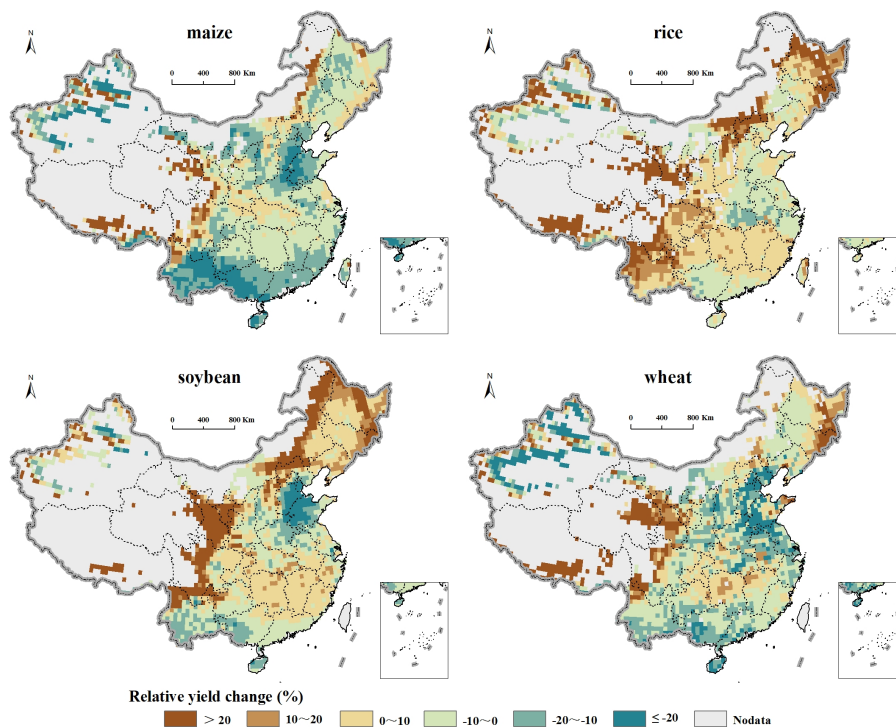 maize
N
0 400 800 Km
rice
N
0 400 800 Km
soybean
N
0 400 800 Km
wheat
N
0 400 800 Km
Relative yield change (%)
> 20 10～20 0～10 -10～0 -20～-10 ≤ -20 Nodata